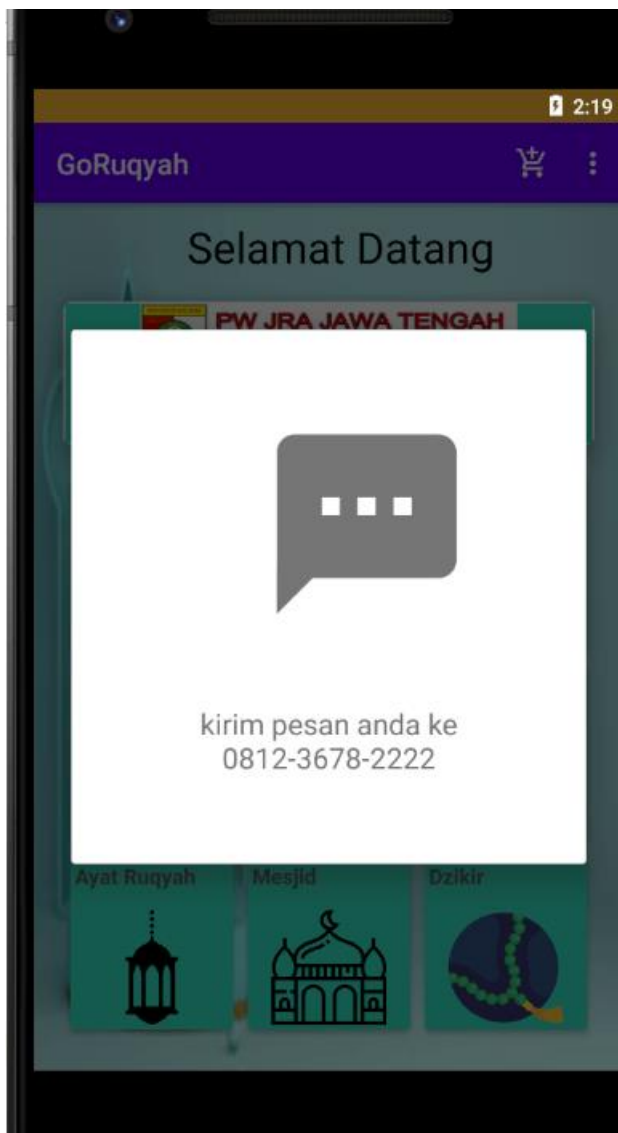 2:19
GoRuqyah
Selamat Datang
PW JRA JAWA TENGAH
kirim pesan anda ke
0812-3678-2222
Ayat Ruqyah
Mesjid
Dzikir